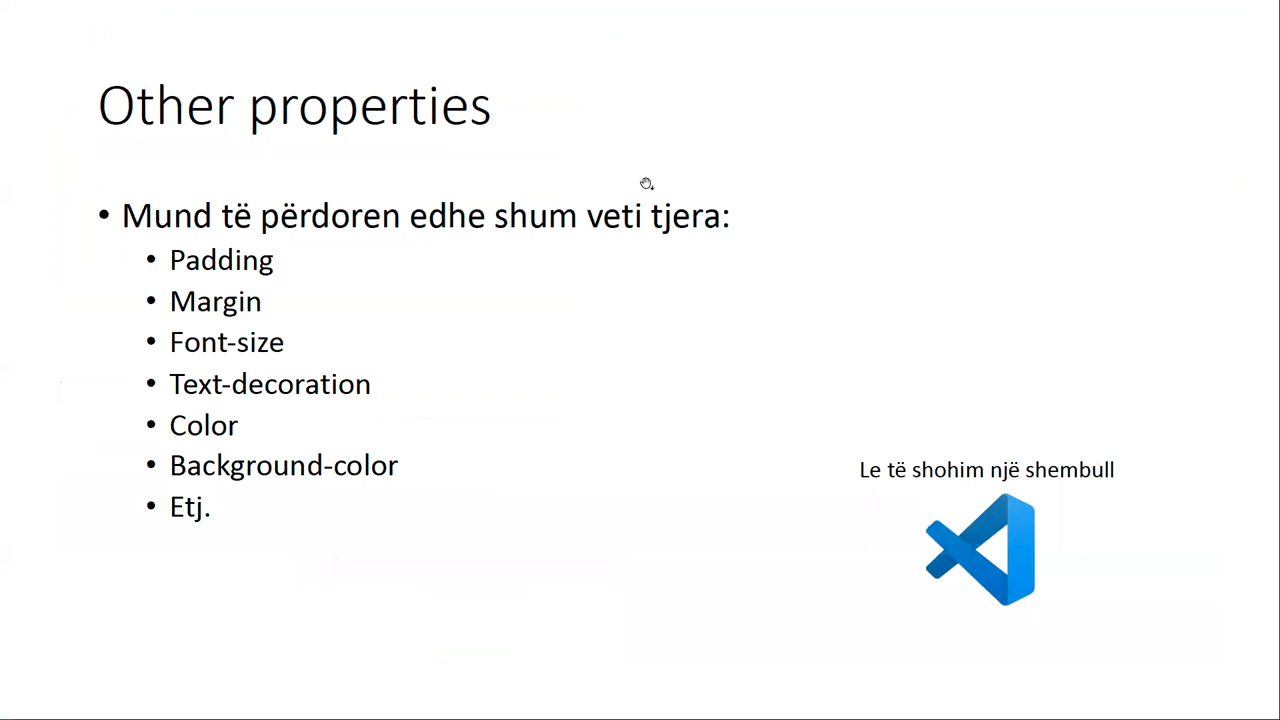 Other properties
• Mund të përdoren edhe shum veti tjera:
• Padding
• Margin
• Font-size
• Text-decoration
• Color
• Background-color
• Etj.
Le të shohim një shembull